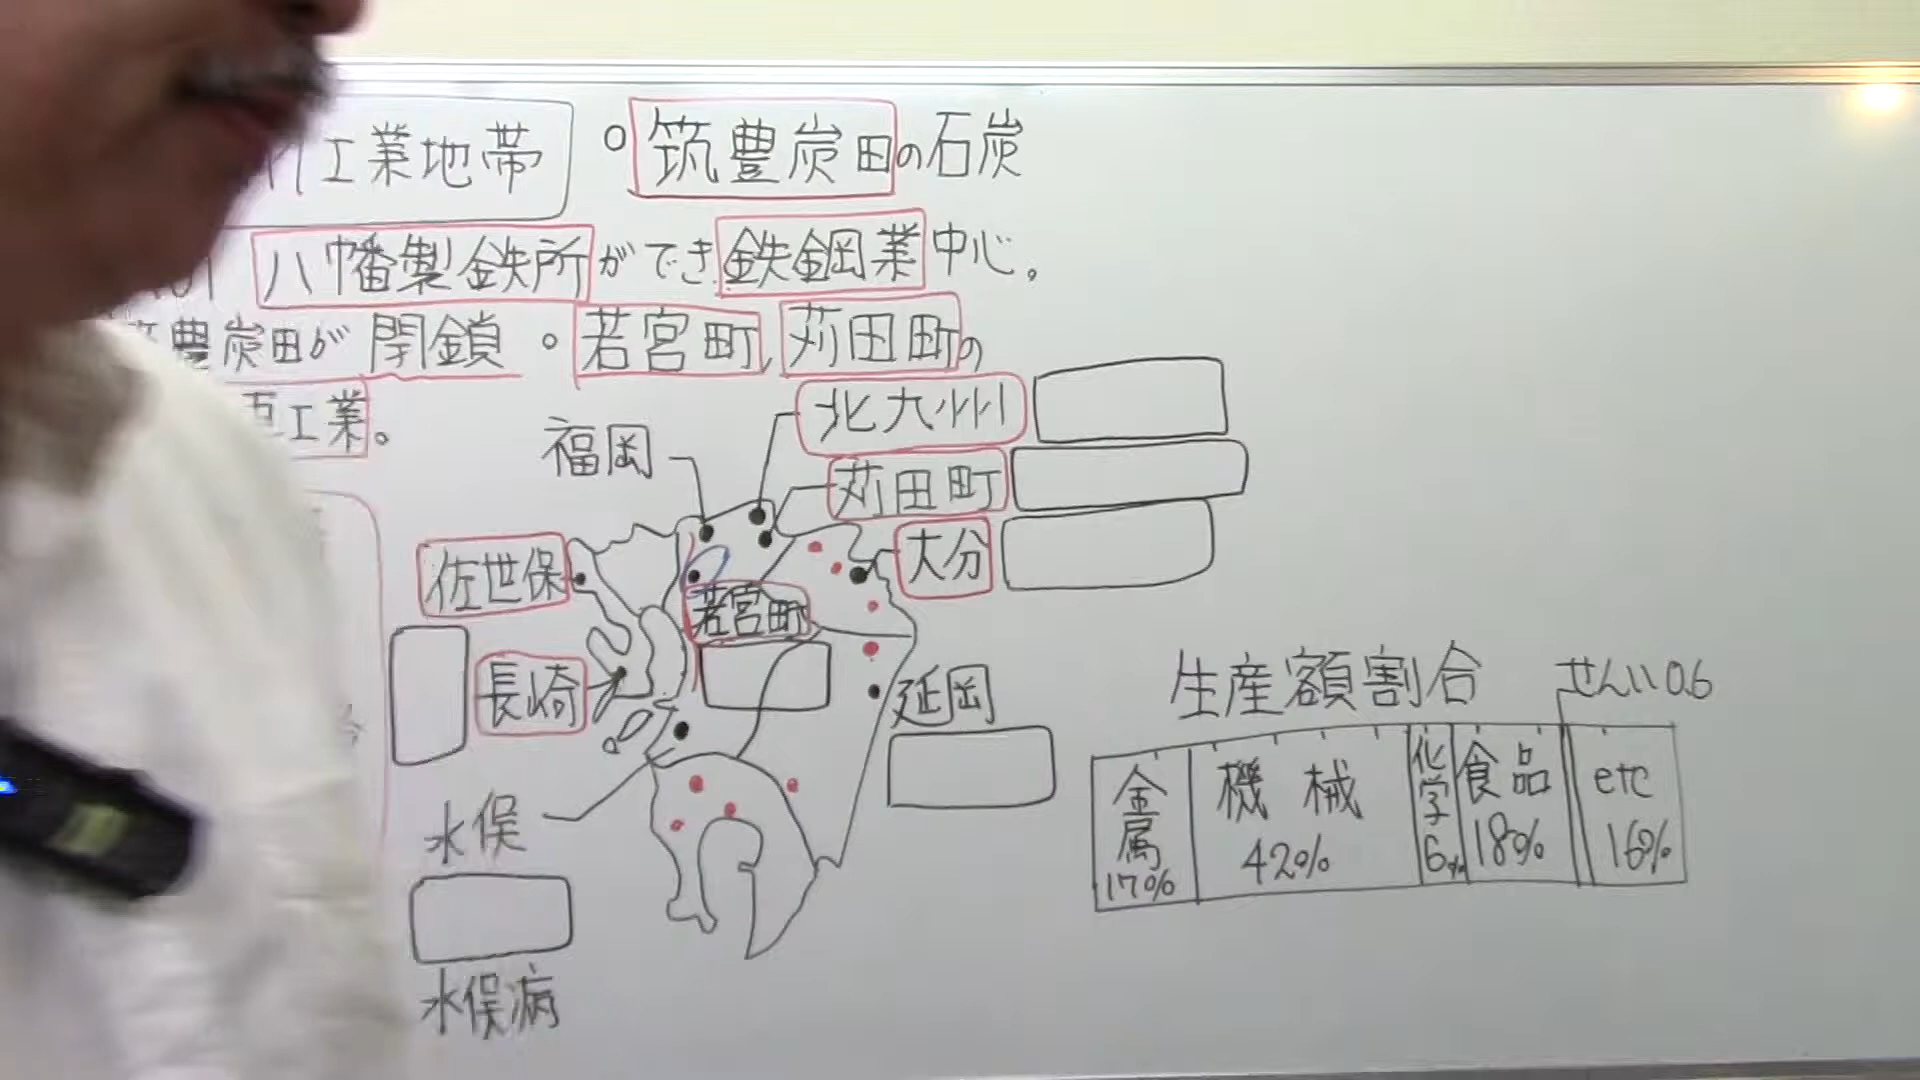 工業地帯 ○筑豊炭田の石炭
八幡製鉄所ができ鉄鋼業中心。
豊炭田が閉鎖 ○若宮町、苅田町の
工業。
北九州
福岡
苅田町
大分
佐世保
若宮町
長崎
延岡
水俣
水俣病
生産額割合
せんい0.6
金属 17%
機械 42%
化学 6%
食品 18%
etc 16%